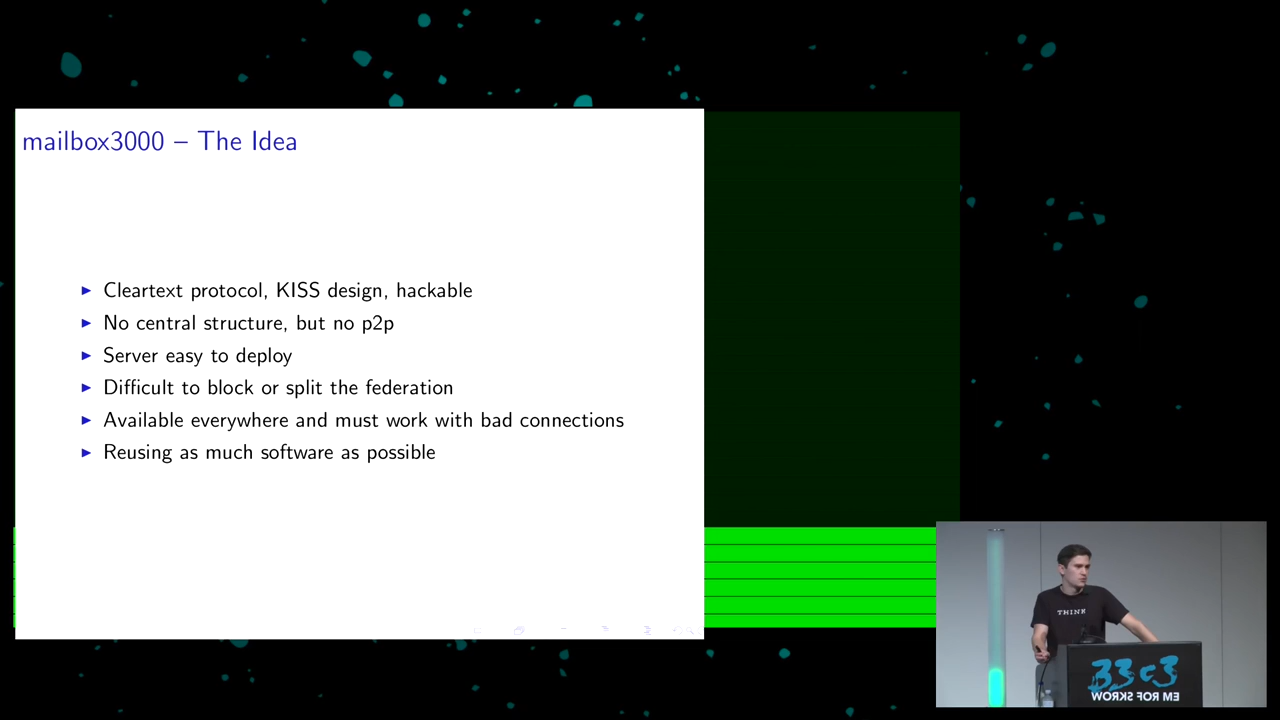 mailbox3000 – The Idea
Cleartext protocol, KISS design, hackable
No central structure, but no p2p
Server easy to deploy
Difficult to block or split the federation
Available everywhere and must work with bad connections
Reusing as much software as possible
THINK
33c3
WORKS FOR ME